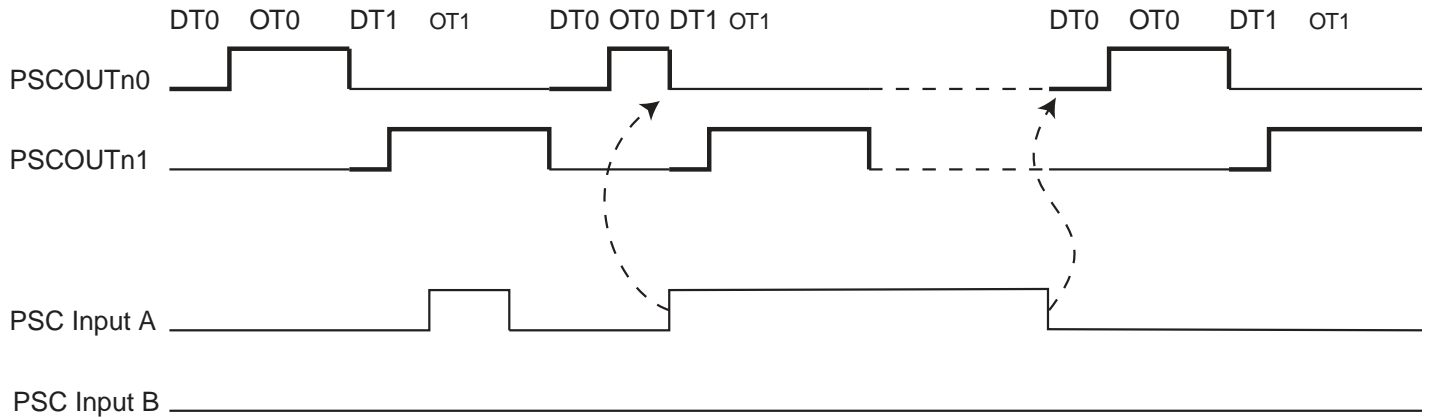 DT0 OT0 DT1 OT1 DT0 OT0 DT1 OT1 DT0 OT0 DT1 OT1
PSCOUTn0
PSCOUTn1
PSC Input A
PSC Input B